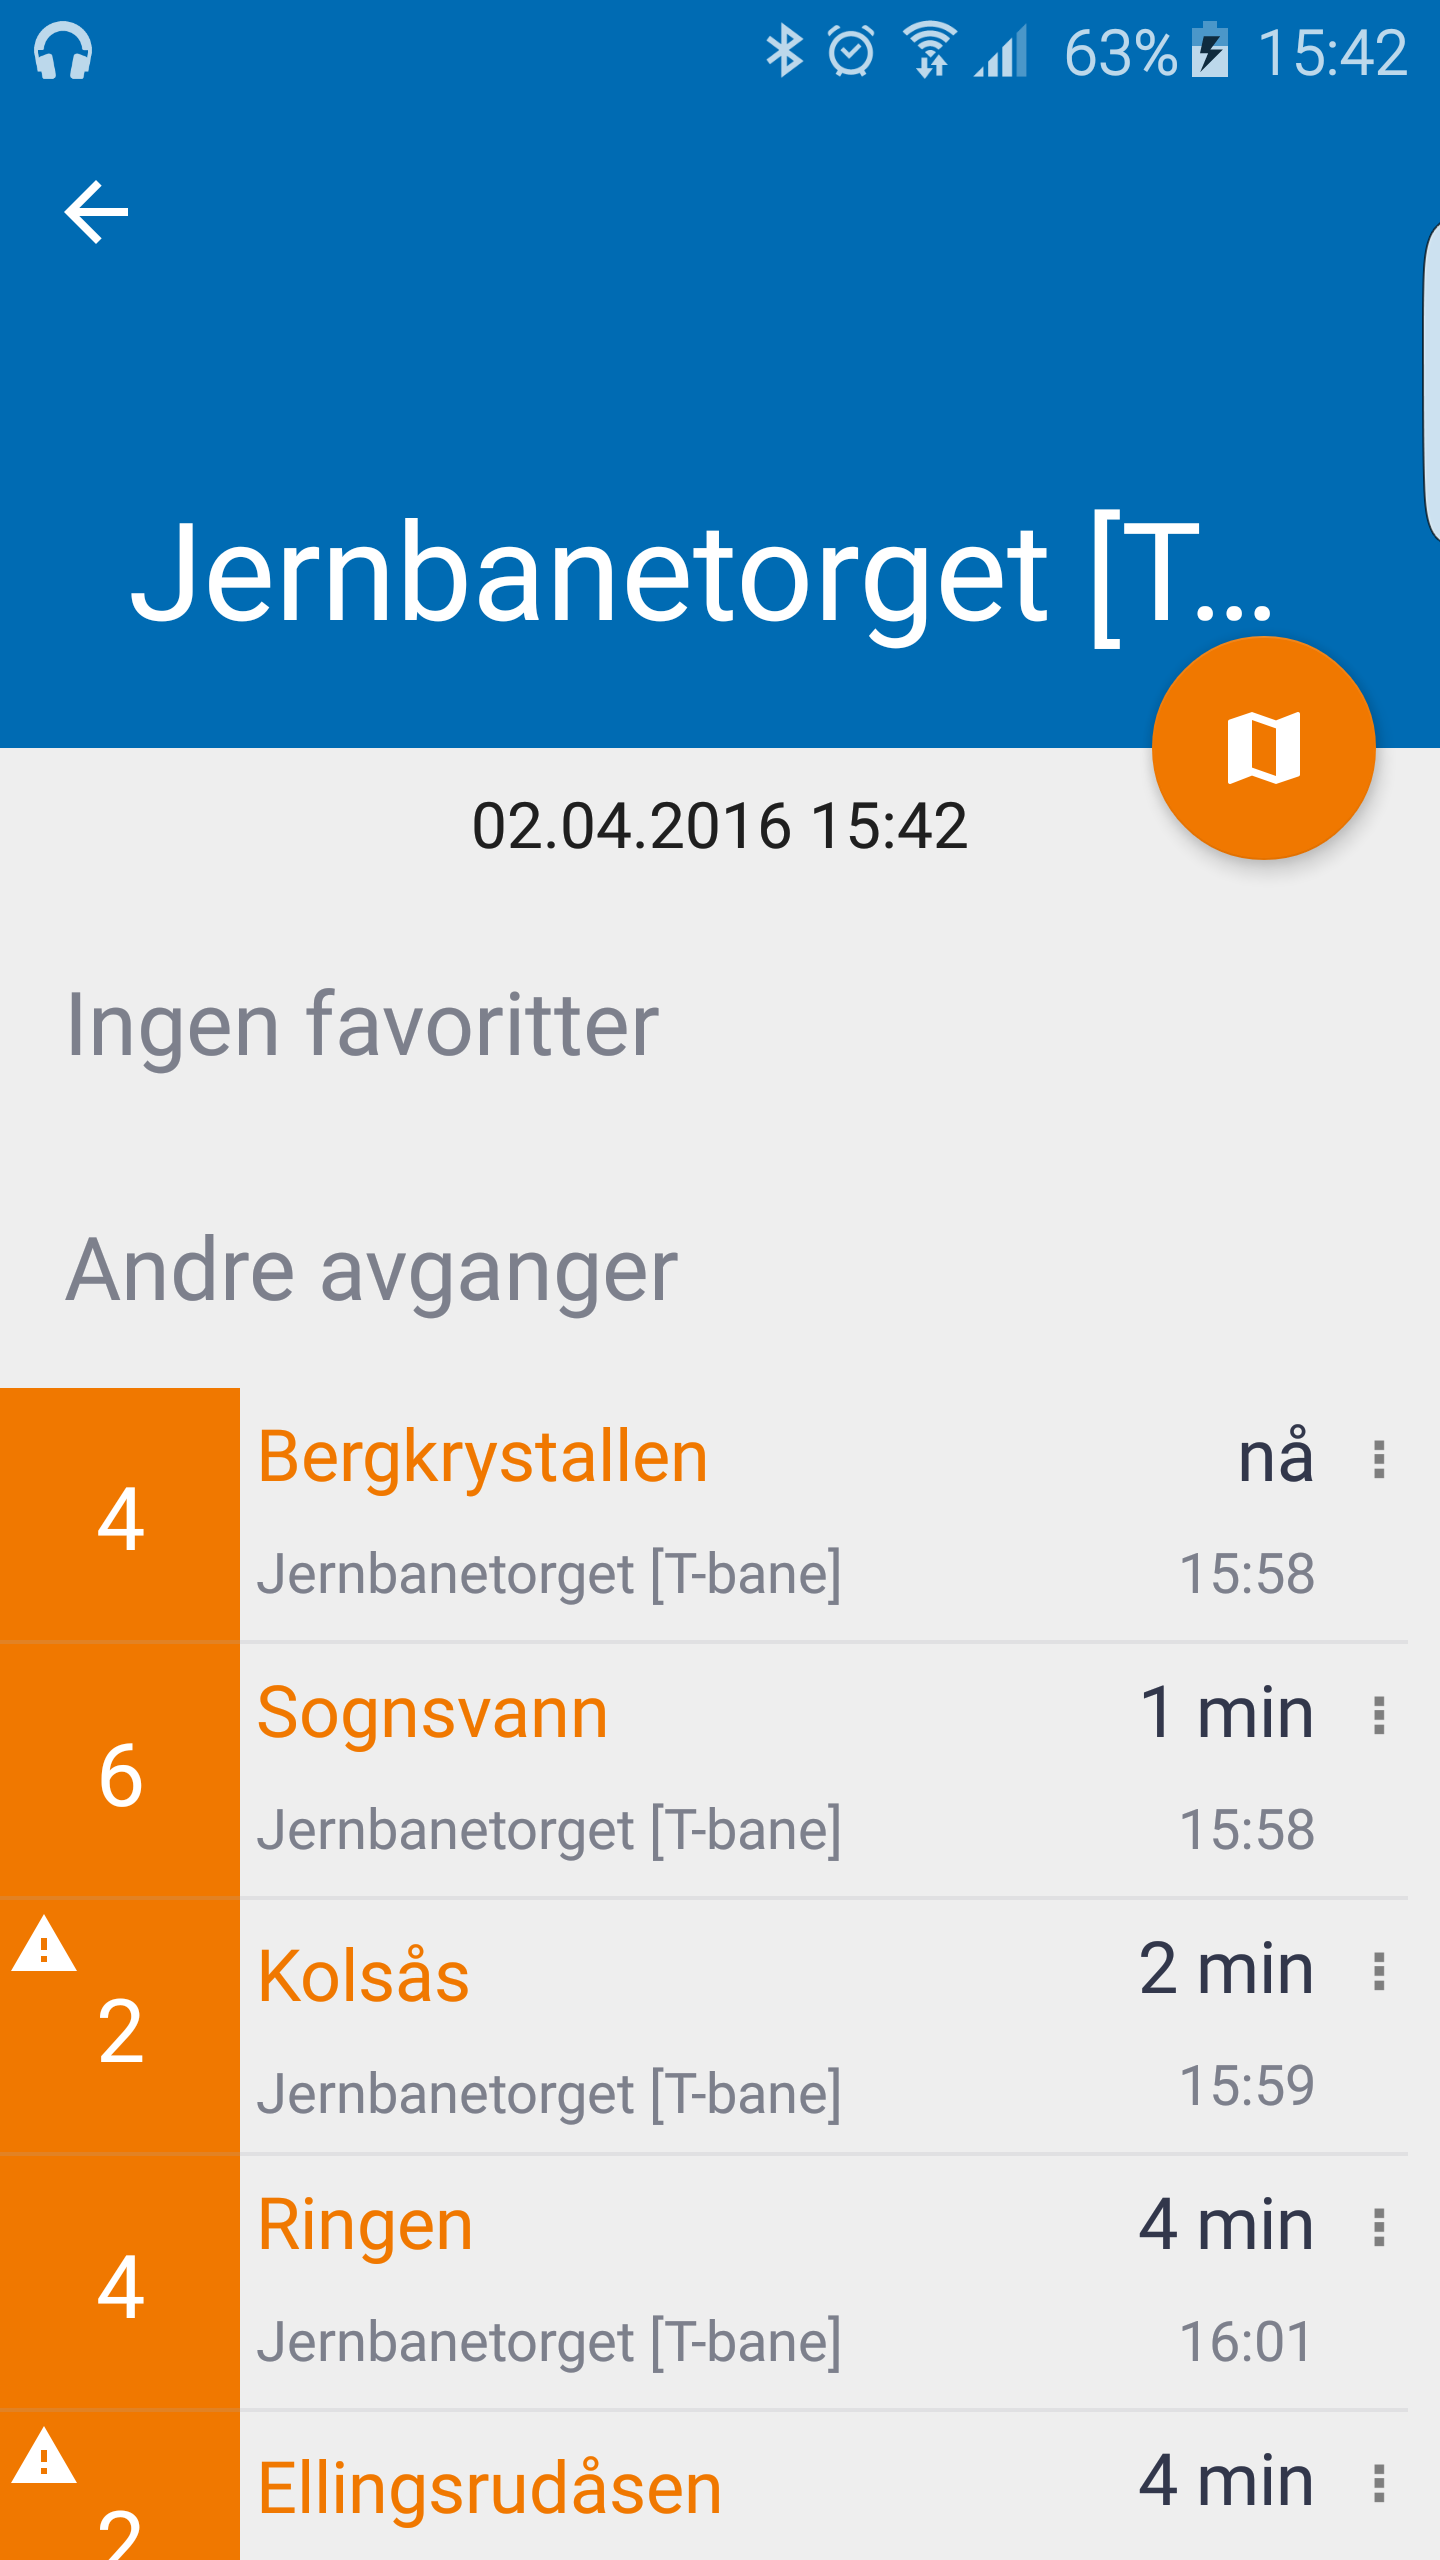 63% 15:42
Jernbanetorget [T...
02.04.2016 15:42
Ingen favoritter
Andre avganger
4 Bergkrystallen nå
Jernbanetorget [T-bane] 15:58
6 Sognsvann 1 min
Jernbanetorget [T-bane] 15:58
2 Kolsås 2 min
Jernbanetorget [T-bane] 15:59
4 Ringen 4 min
Jernbanetorget [T-bane] 16:01
2 Ellingsrudåsen 4 min